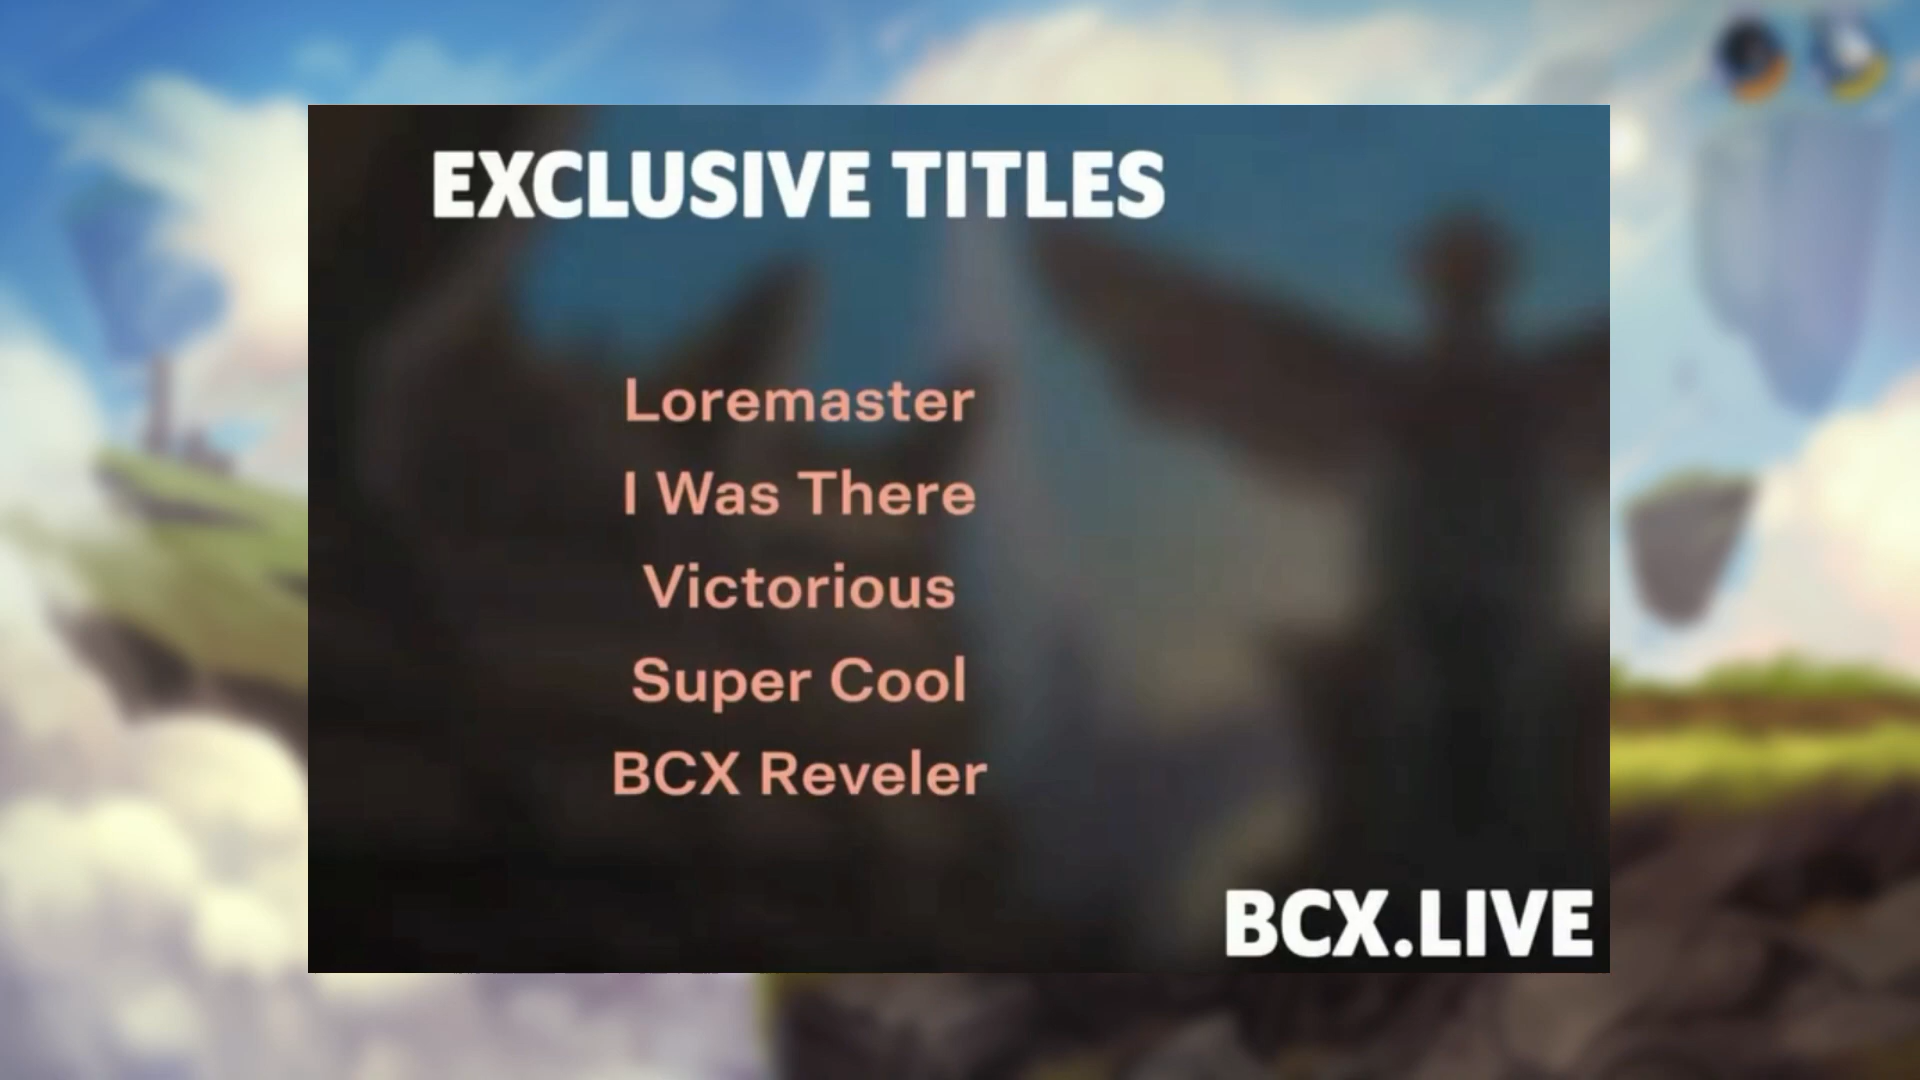 EXCLUSIVE TITLES
Loremaster
I Was There
Victorious
Super Cool
BCX Reveler
BCX.LIVE